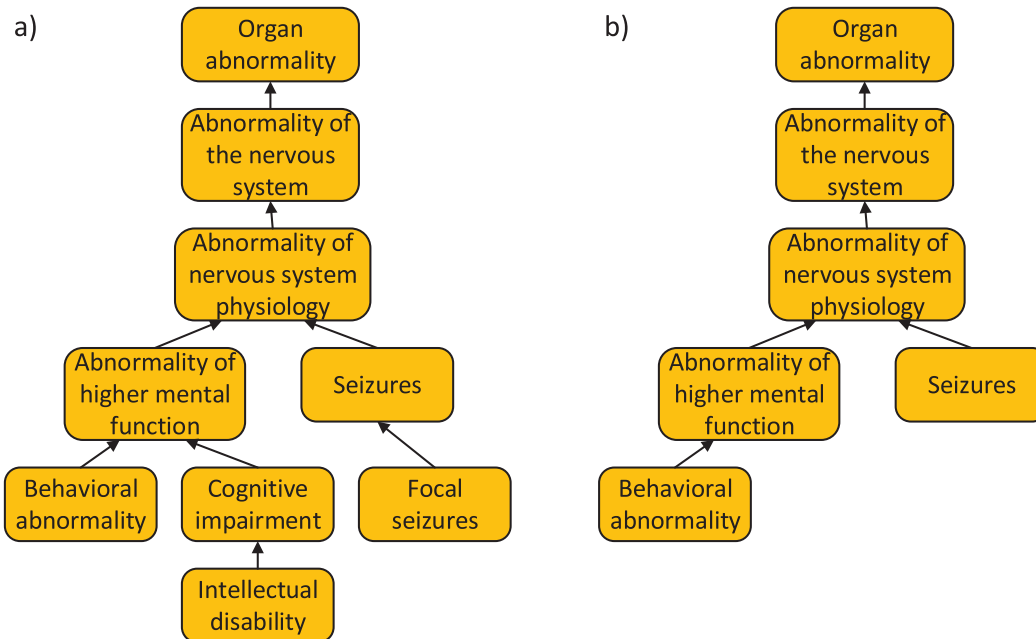 a)
Organ
abnormality
Abnormality of
the nervous
system
Abnormality of
nervous system
physiology
Abnormality of
higher mental
function
Seizures
Behavioral
abnormality
Cognitive
impairment
Focal
seizures
Intellectual
disability
b)
Organ
abnormality
Abnormality of
the nervous
system
Abnormality of
nervous system
physiology
Abnormality of
higher mental
function
Seizures
Behavioral
abnormality